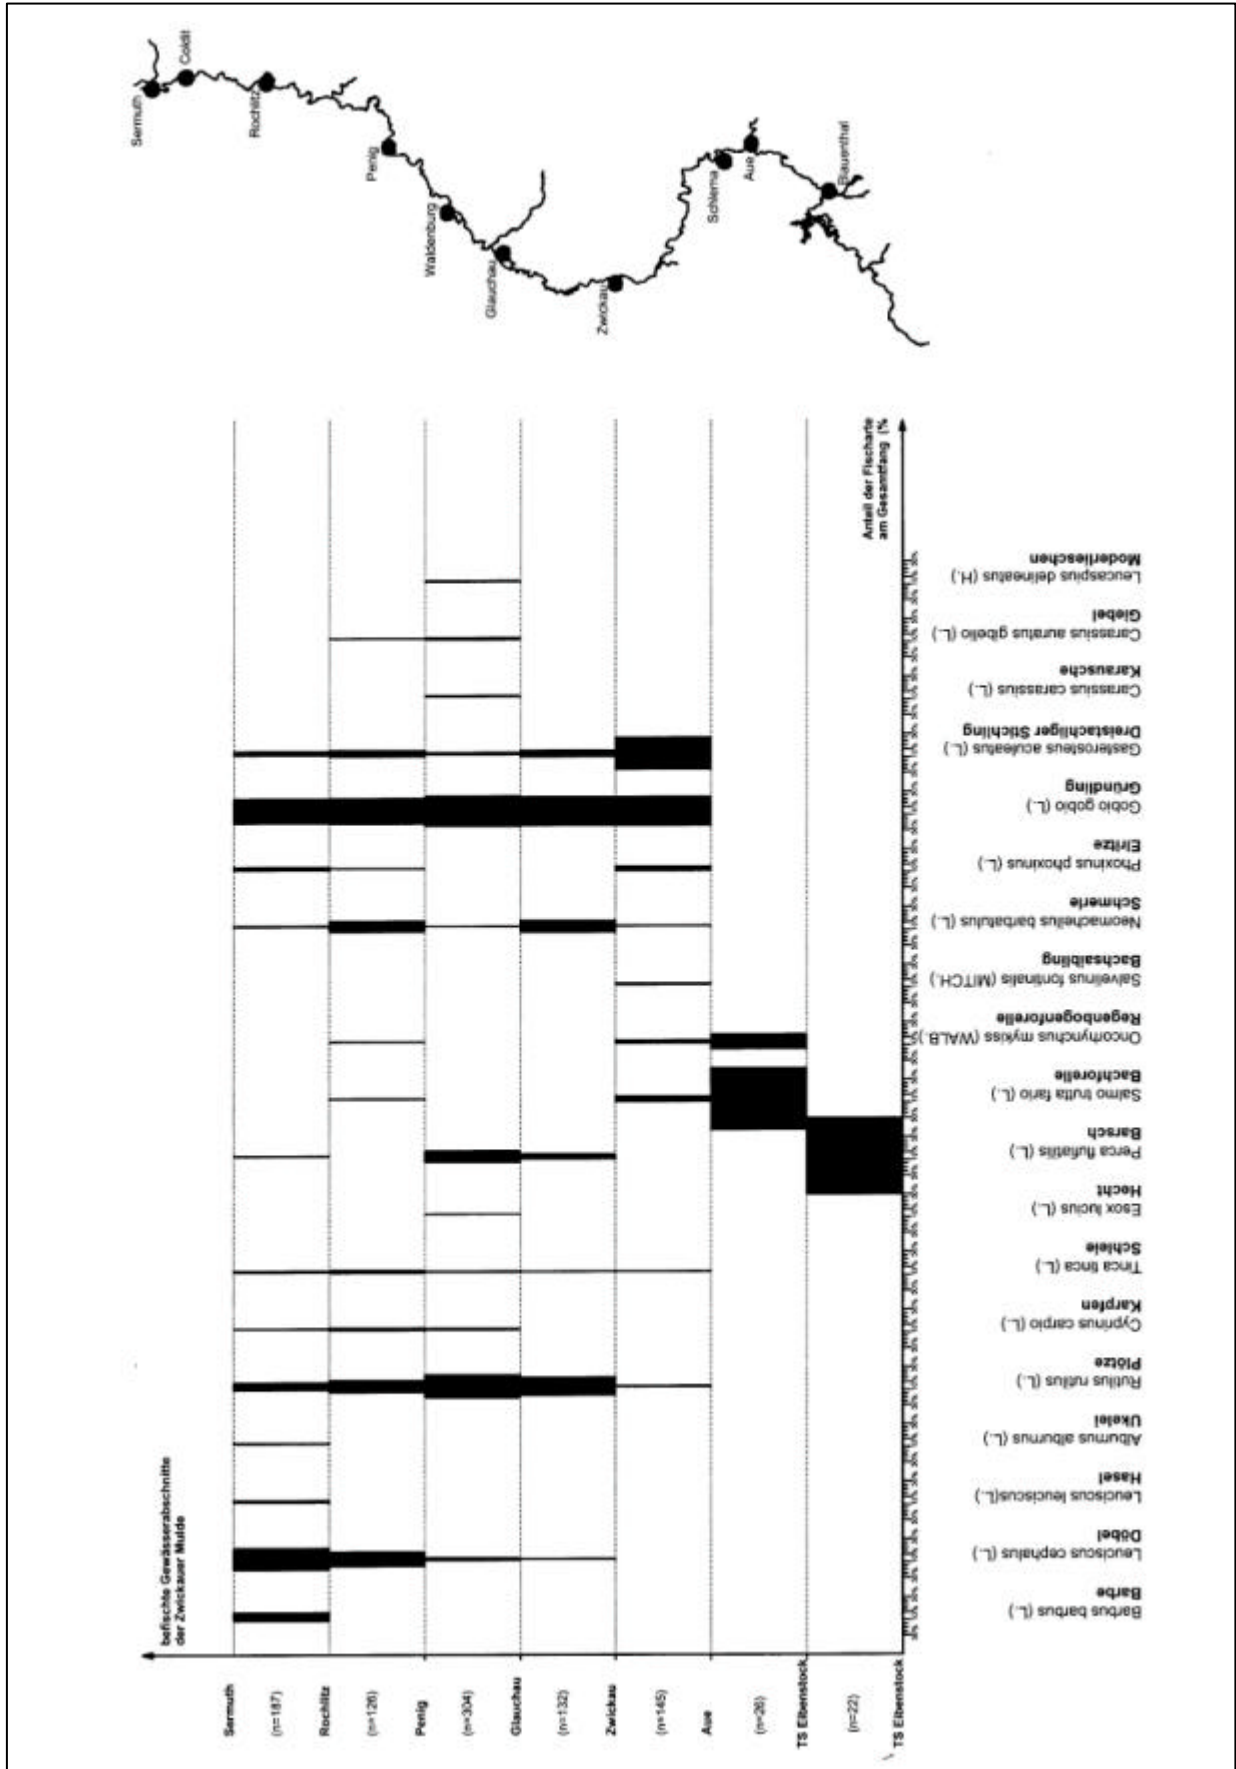 Sermuth
Colditz
Rochlitz
Penig
Waldenburg
Glauchau
Zwickau
Schlema
Aue
Blauenthal
befischte Gewässerabschnitte
der Zwickauer Mulde
Anteil der Fischarte
am Gesamtfang (%
Sermuth
(n=187)
Rochlitz
(n=126)
Penig
(n=304)
Glauchau
(n=132)
Zwickau
(n=145)
Aue
(n=26)
TS Eibenstock
(n=22)
TS Eibenstock
Barbus barbus (L.)
Barbe
Leuciscus cephalus (L.)
Döbel
Leuciscus leuciscus(L.)
Hasel
Alburnus alburnus (L.)
Ukelei
Rutilus rutilus (L.)
Plötze
Cyprinus carpio (L.)
Karpfen
Tinca tinca (L.)
Schleie
Esox lucius (L.)
Hecht
Perca flufiatilis (L.)
Barsch
Salmo trutta fario (L.)
Bachforelle
Oncorhynchus mykiss (WALB.)
Regenbogenforelle
Salvelinus fontinalis (MITCH.)
Bachsaibling
Neomacheilus barbatulus (L.)
Schmerle
Phoxinus phoxinus (L.)
Elritze
Gobio gobio (L.)
Gründling
Gasterosteus aculeatus (L.)
Dreistachliger Stichling
Carassius carassius (L.)
Karausche
Carassius auratus gibelio (L.)
Giebel
Leucaspius delineatus (H.)
Moderlieschen